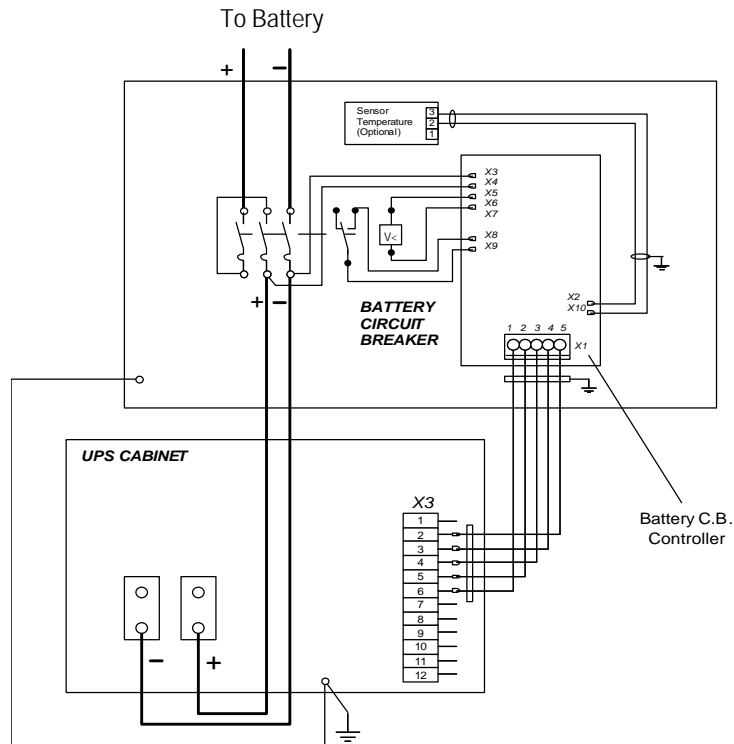 To Battery
+
−
Sensor
Temperature
(Optional)
3
2
1
X3
X4
X5
X6
X7
V<
X8
X9
+
−
BATTERY
CIRCUIT
BREAKER
X2
X10
1 2 3 4 5
X1
UPS CABINET
X3
1
2
3
4
5
6
7
8
9
10
11
12
Battery C.B.
Controller
−
+